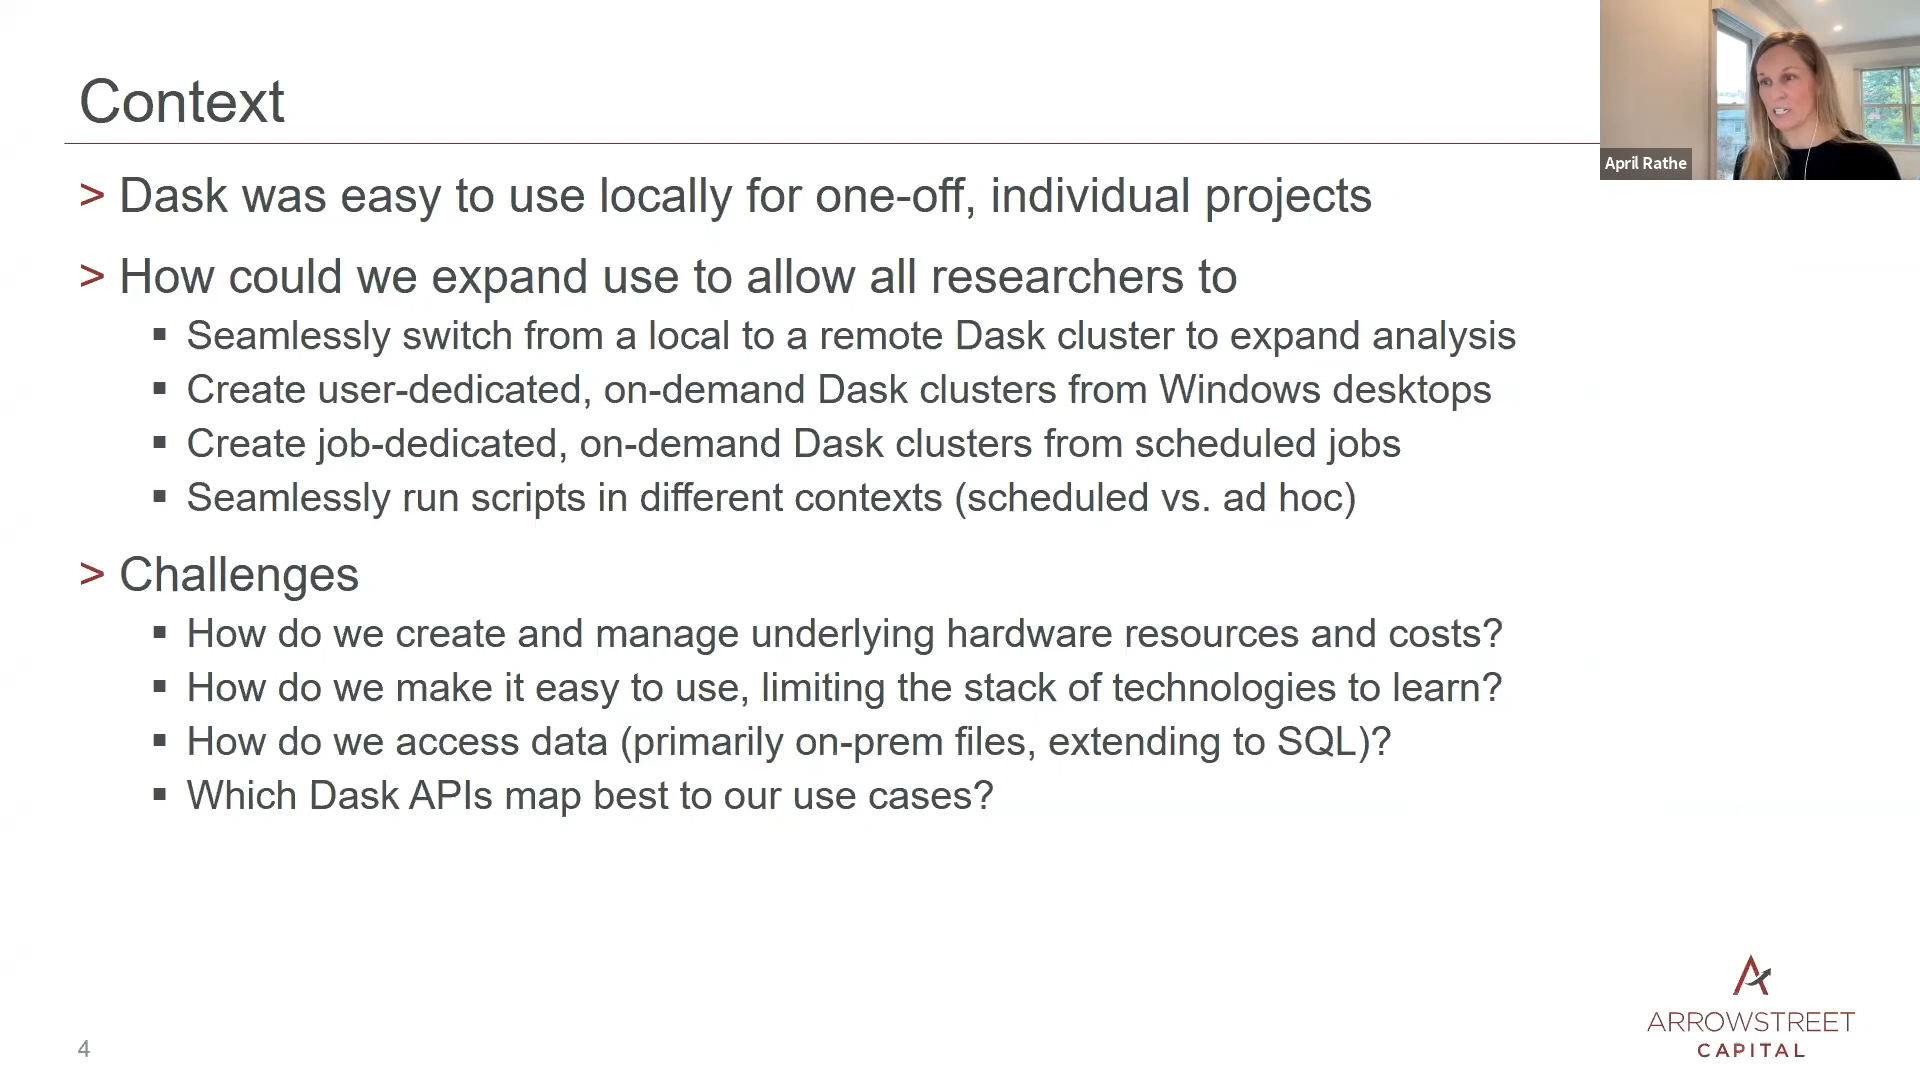 Context
April Rathe
> Dask was easy to use locally for one-off, individual projects
> How could we expand use to allow all researchers to
▪ Seamlessly switch from a local to a remote Dask cluster to expand analysis
▪ Create user-dedicated, on-demand Dask clusters from Windows desktops
▪ Create job-dedicated, on-demand Dask clusters from scheduled jobs
▪ Seamlessly run scripts in different contexts (scheduled vs. ad hoc)
> Challenges
▪ How do we create and manage underlying hardware resources and costs?
▪ How do we make it easy to use, limiting the stack of technologies to learn?
▪ How do we access data (primarily on-prem files, extending to SQL)?
▪ Which Dask APIs map best to our use cases?
ARROWSTREET
CAPITAL
4